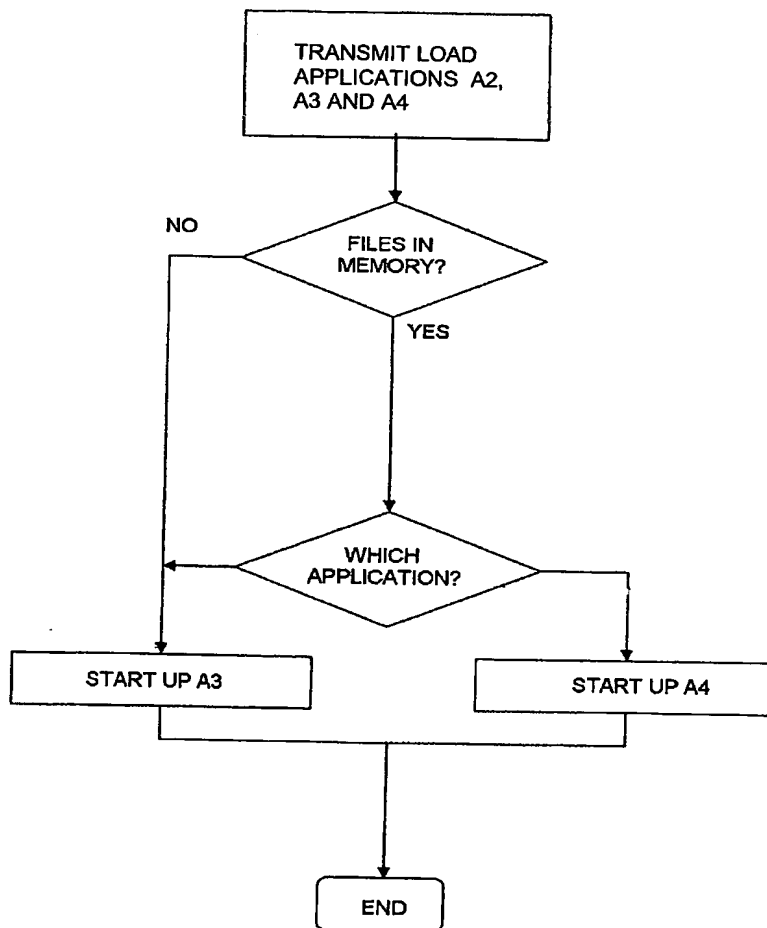 TRANSMIT LOAD
APPLICATIONS A2,
A3 AND A4
NO
FILES IN
MEMORY?
YES
WHICH
APPLICATION?
START UP A3
START UP A4
END